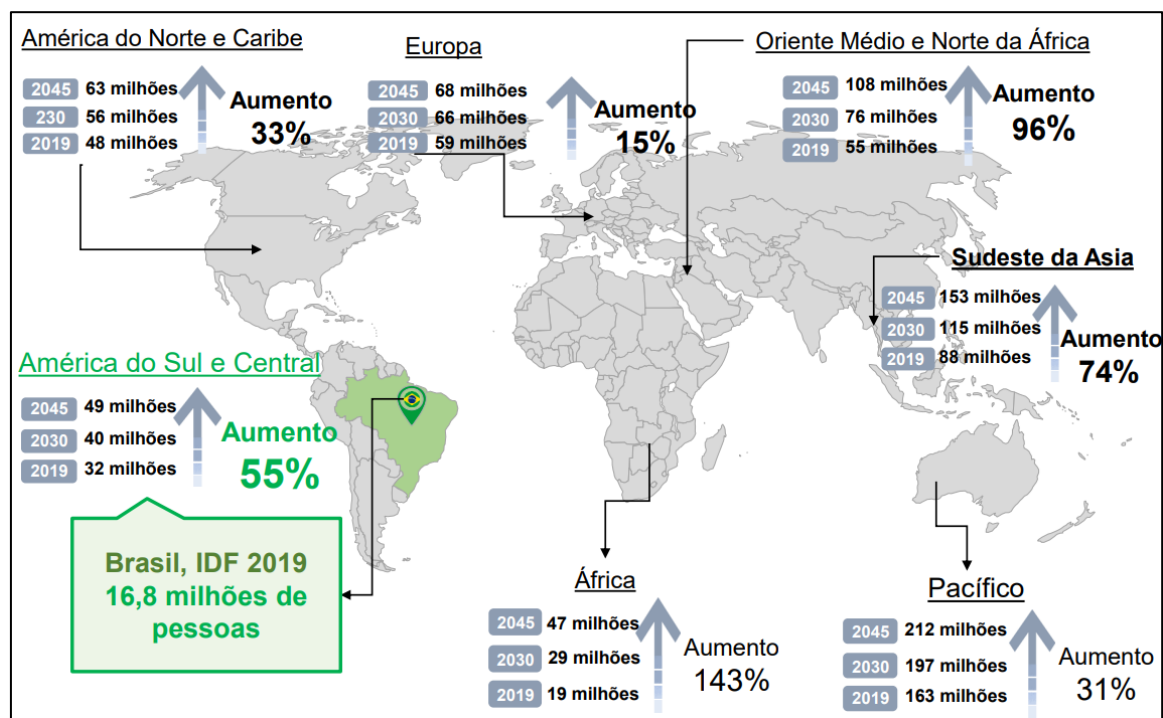 América do Norte e Caribe
2045 63 milhões
230 56 milhões
2019 48 milhões
Aumento
33%
Europa
2045 68 milhões
2030 66 milhões
2019 59 milhões
Aumento
15%
Oriente Médio e Norte da África
2045 108 milhões
2030 76 milhões
2019 55 milhões
Aumento
96%
Sudeste da Asia
2045 153 milhões
2030 115 milhões
2019 88 milhões
Aumento
74%
América do Sul e Central
2045 49 milhões
2030 40 milhões
2019 32 milhões
Aumento
55%
Brasil, IDF 2019
16,8 milhões de
pessoas
África
2045 47 milhões
2030 29 milhões
2019 19 milhões
Aumento
143%
Pacífico
2045 212 milhões
2030 197 milhões
2019 163 milhões
Aumento
31%